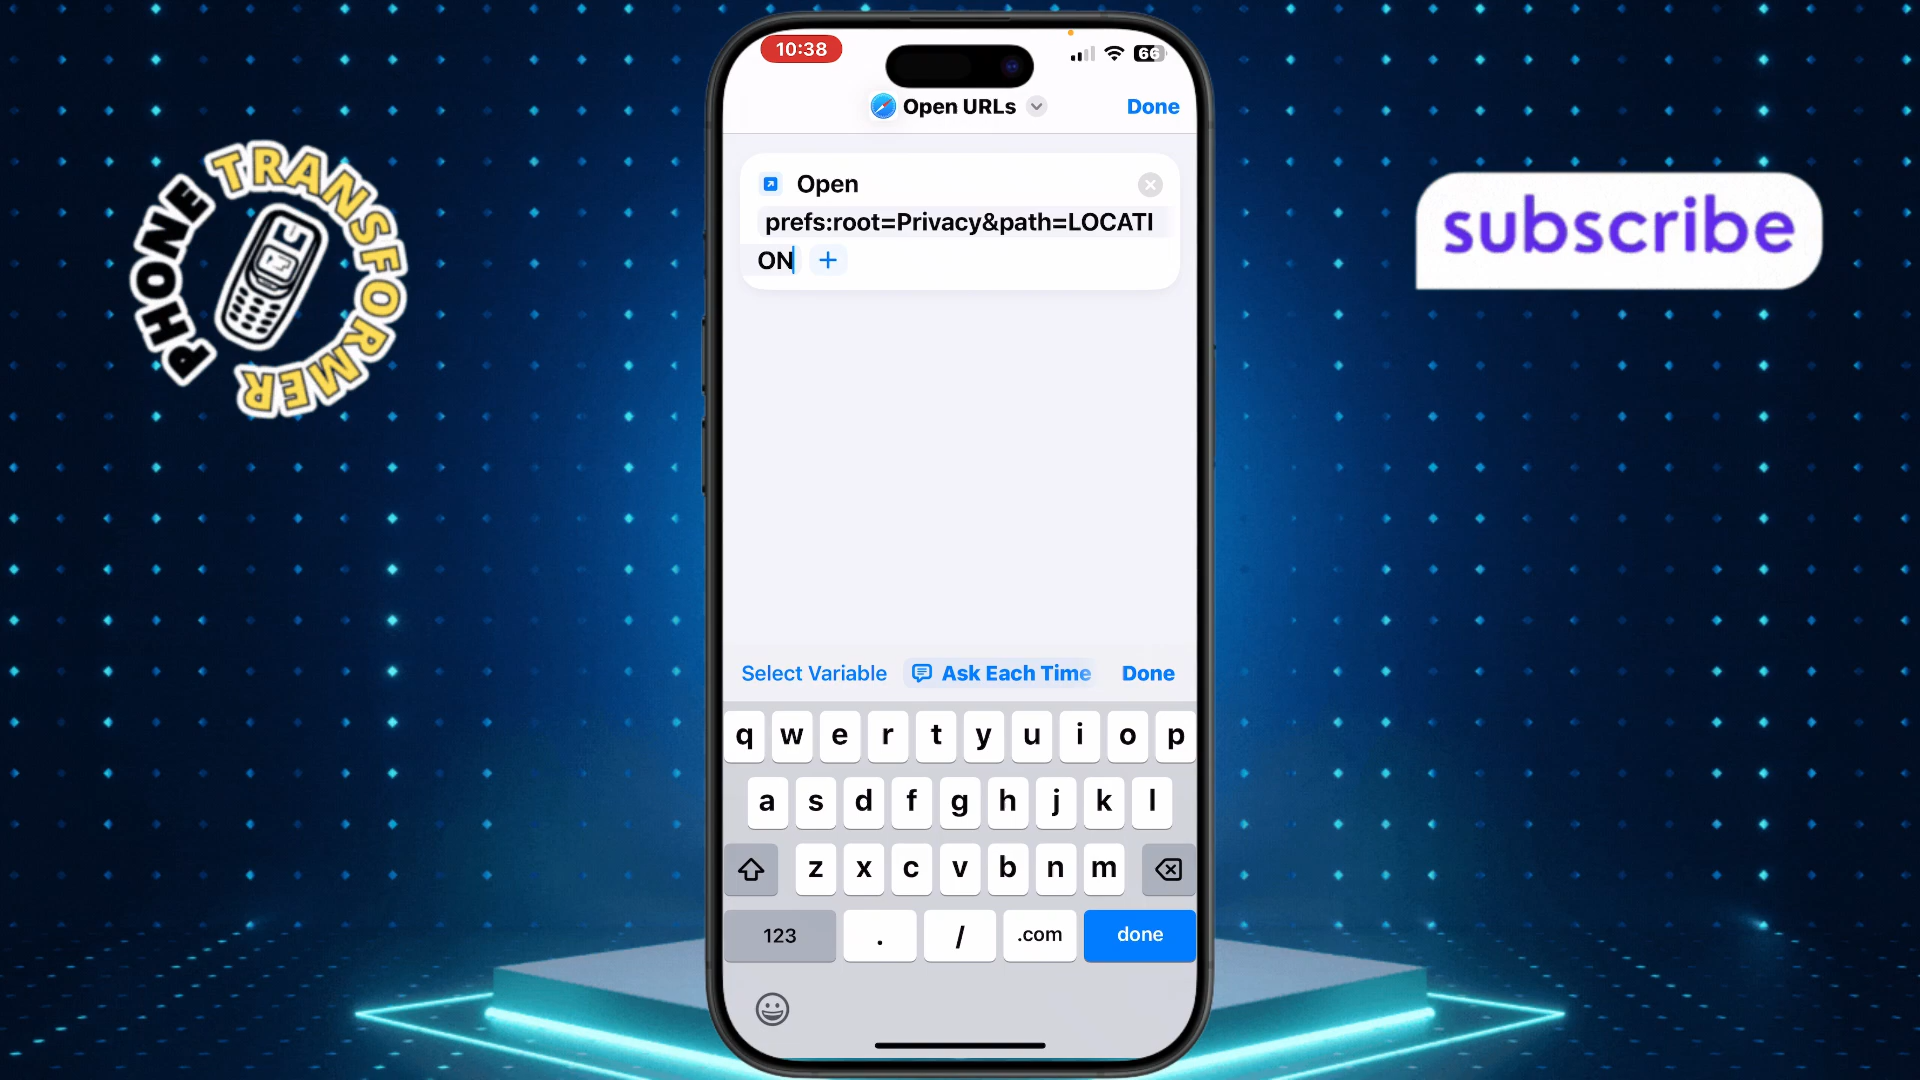 PHONE TRANSFORMER
10:38
66
Open URLs
Done
Open
prefs:root=Privacy&path=LOCATI
ON
subscribe
Select Variable
Ask Each Time
Done
q w e r t y u i o p
a s d f g h j k l
z x c v b n m
123
.
/
.com
done